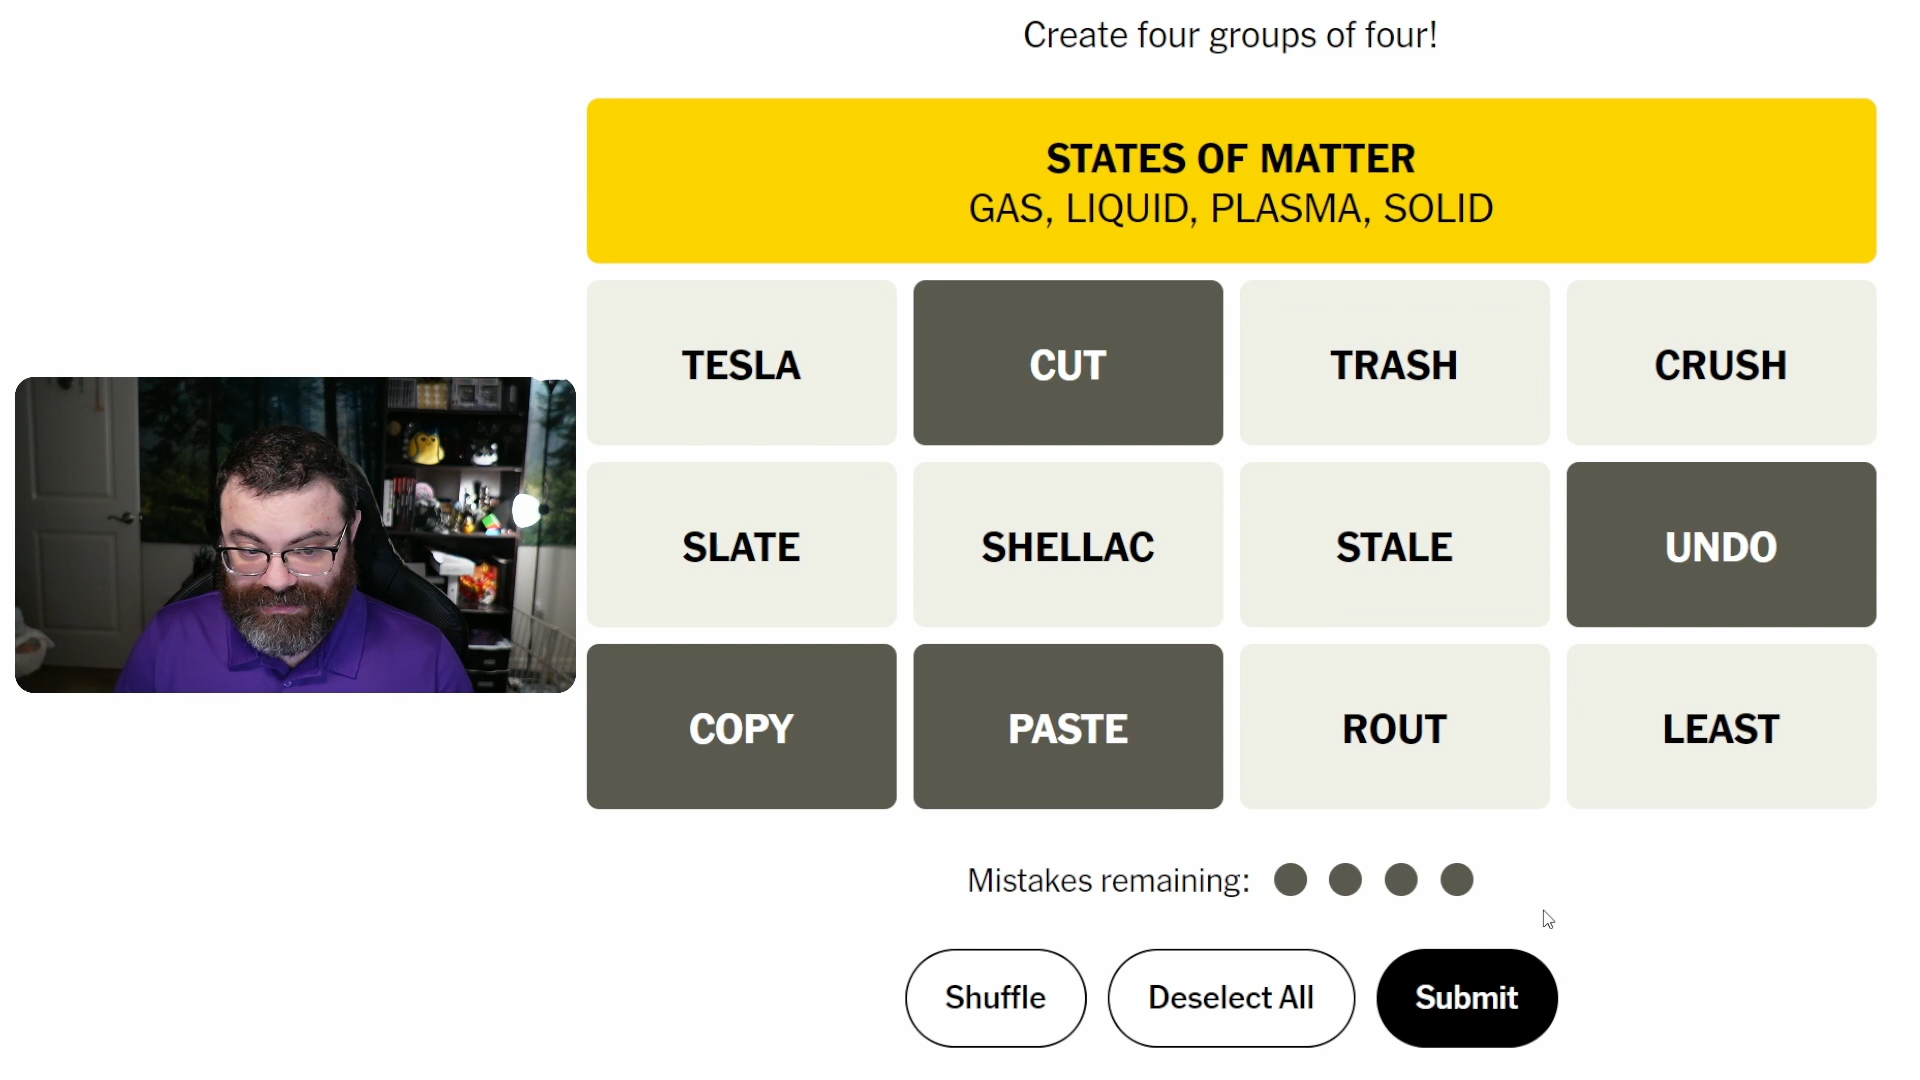 Create four groups of four!
STATES OF MATTER
GAS, LIQUID, PLASMA, SOLID
TESLA CUT TRASH CRUSH
SLATE SHELLAC STALE UNDO
COPY PASTE ROUT LEAST
Mistakes remaining:
Shuffle Deselect All Submit